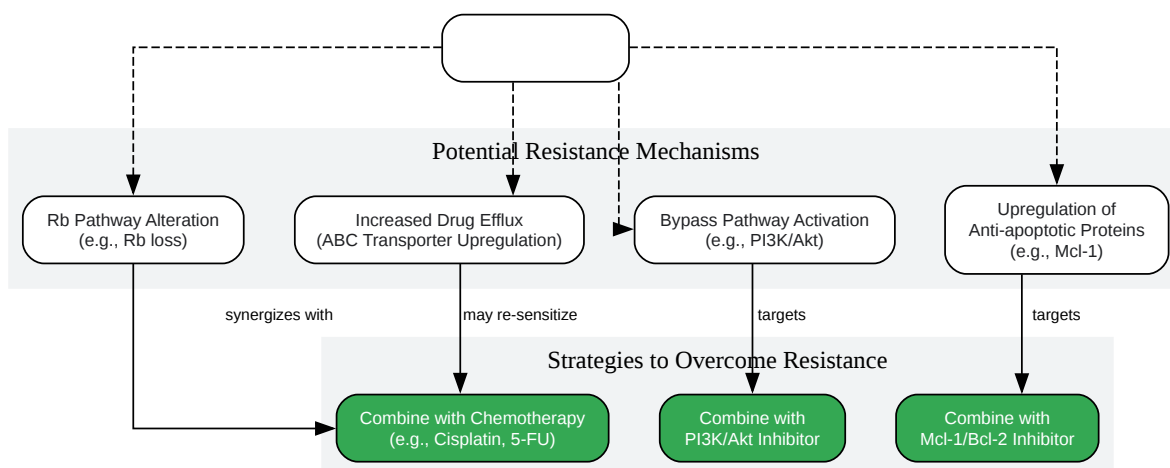 Potential Resistance Mechanisms
Rb Pathway Alteration
(e.g., Rb loss)
Increased Drug Efflux
(ABC Transporter Upregulation)
Bypass Pathway Activation
(e.g., PI3K/Akt)
Upregulation of
Anti-apoptotic Proteins
(e.g., Mcl-1)
synergizes with
may re-sensitize
targets
targets
Strategies to Overcome Resistance
Combine with Chemotherapy
(e.g., Cisplatin, 5-FU)
Combine with
PI3K/Akt Inhibitor
Combine with
Mcl-1/Bcl-2 Inhibitor